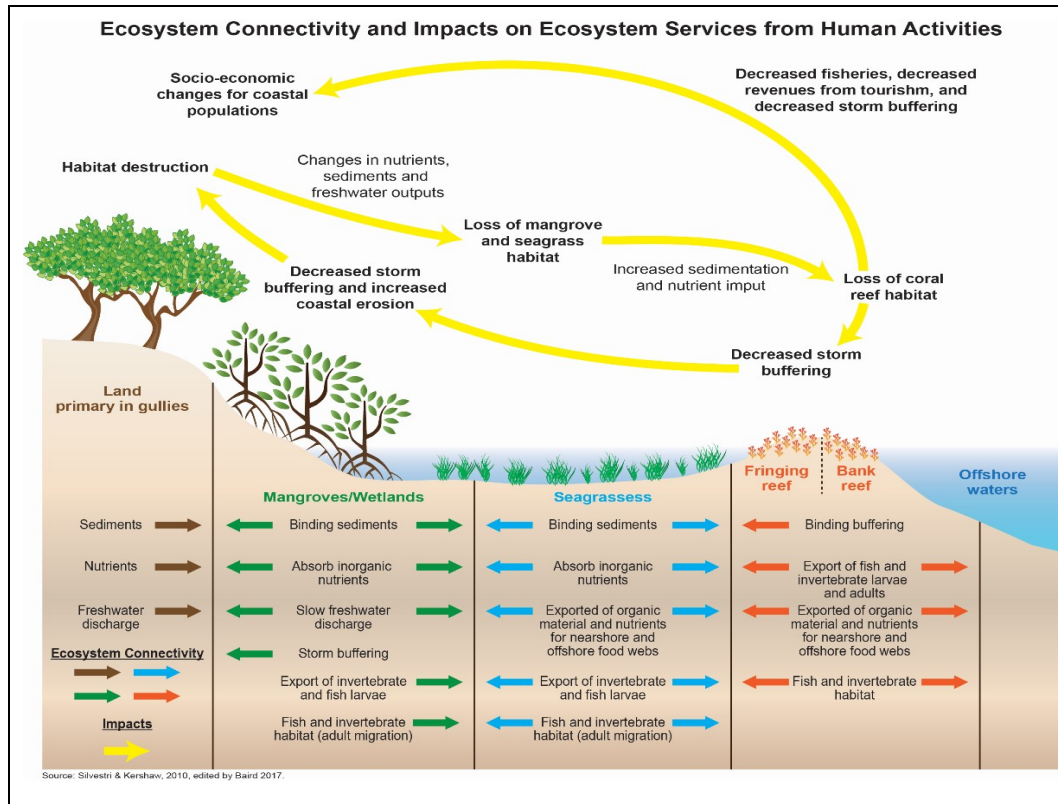 Ecosystem Connectivity and Impacts on Ecosystem Services from Human Activities
Socio-economic
changes for coastal
populations
Decreased fisheries, decreased
revenues from tourishm, and
decreased storm buffering
Habitat destruction
Changes in nutrients,
sediments and
freshwater outputs
Loss of mangrove
and seagrass
habitat
Increased sedimentation
and nutrient imput
Loss of coral
reef habitat
Decreased storm
buffering and increased
coastal erosion
Decreased storm
buffering
Land
primary in gullies
Mangroves/Wetlands
Seagrassess
Fringing
reef
Bank
reef
Offshore
waters
Sediments
Binding sediments
Binding sediments
Binding buffering
Nutrients
Absorb inorganic
nutrients
Absorb inorganic
nutrients
Export of fish and
invertebrate larvae
and adults
Freshwater
discharge
Slow freshwater
discharge
Exported of organic
material and nutrients
for nearshore and
offshore food webs
Exported of organic
material and nutrients
for nearshore and
offshore food webs
Ecosystem Connectivity
Storm buffering
Export of invertebrate
and fish larvae
Export of invertebrate
and fish larvae
Fish and invertebrate
habitat
Impacts
Fish and invertebrate
habitat (adult migration)
Fish and invertebrate
habitat (adult migration)
Source: Silvestri & Kershaw, 2010, edited by Baird 2017.